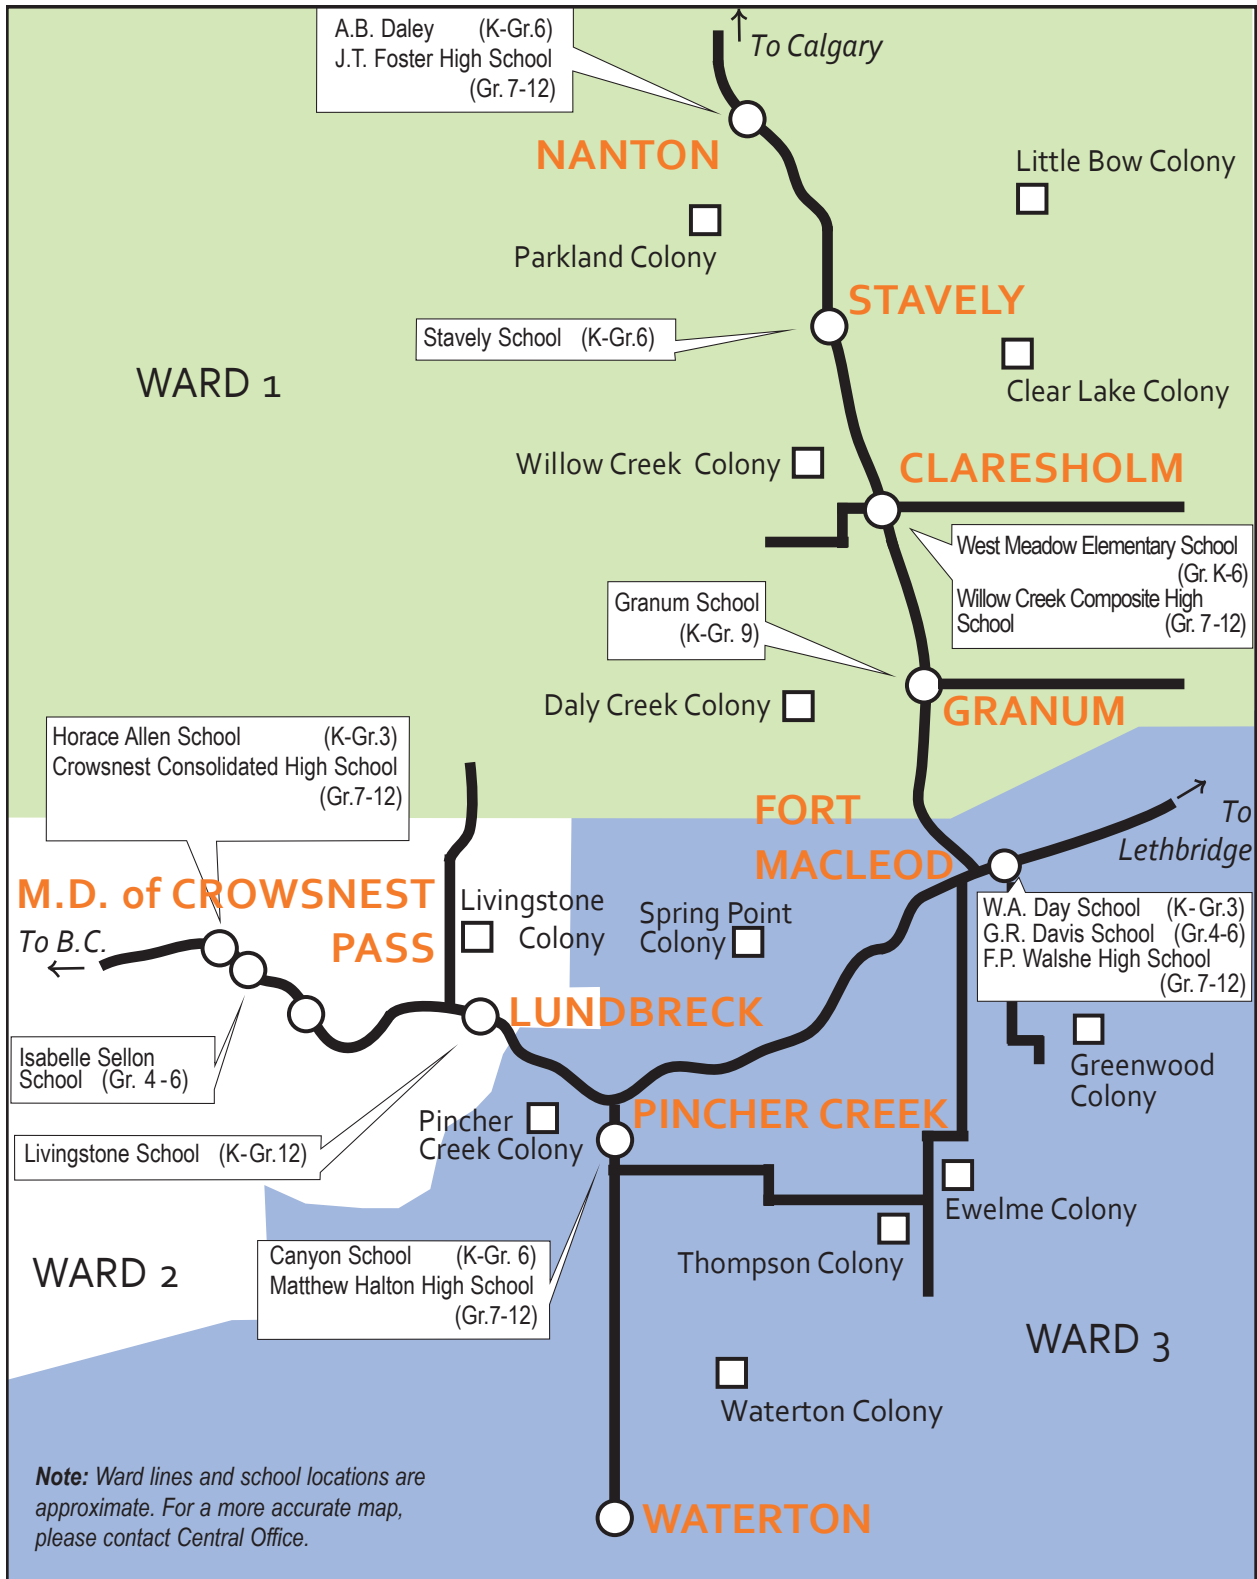 A.B. Daley (K-Gr.6)
J.T. Foster High School
(Gr. 7-12)
To Calgary
NANTON
Little Bow Colony
Parkland Colony
STAVELY
Stavely School (K-Gr.6)
WARD 1
Clear Lake Colony
Willow Creek Colony
CLARESHOLM
West Meadow Elementary School
(Gr. K-6)
Willow Creek Composite High
School (Gr. 7-12)
Granum School
(K-Gr. 9)
Daly Creek Colony
GRANUM
Horace Allen School (K-Gr.3)
Crowsnest Consolidated High School
(Gr.7-12)
FORT
MACLEOD
To
Lethbridge
M.D. of CROWSNEST
PASS
To B.C.
Livingstone
Colony
Spring Point
Colony
W.A. Day School (K-Gr.3)
G.R. Davis School (Gr.4-6)
F.P. Walshe High School
(Gr. 7-12)
LUNDBRECK
Isabelle Sellon
School (Gr. 4-6)
Greenwood
Colony
Pincher
Creek Colony
PINCHER CREEK
Livingstone School (K-Gr.12)
Ewelme Colony
Thompson Colony
WARD 2
Canyon School (K-Gr. 6)
Matthew Halton High School
(Gr.7-12)
WARD 3
Waterton Colony
Note: Ward lines and school locations are
approximate. For a more accurate map,
please contact Central Office.
WATERTON